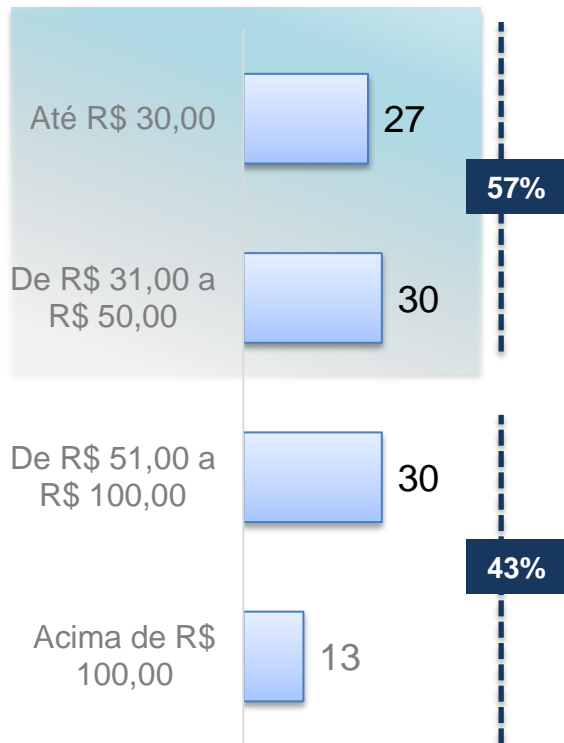 Até R$ 30,00
27
57%
De R$ 31,00 a
R$ 50,00
30
De R$ 51,00 a
R$ 100,00
30
43%
Acima de R$
100,00
13